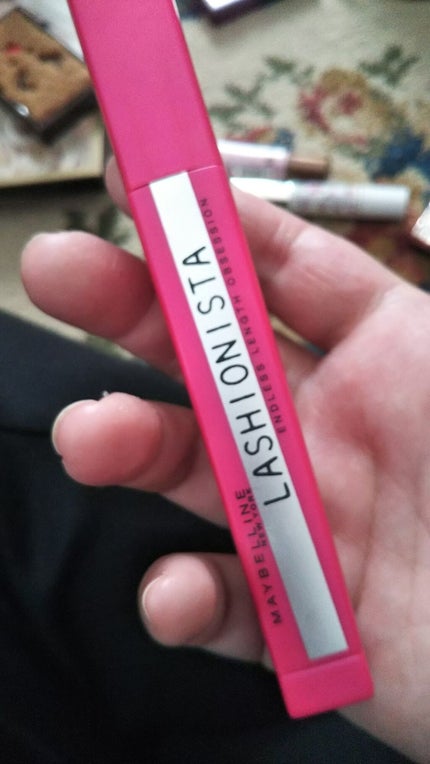 MAYBELLINE
NEW YORK
LASHIONISTA
ENDLESS LENGTH OBSESSION